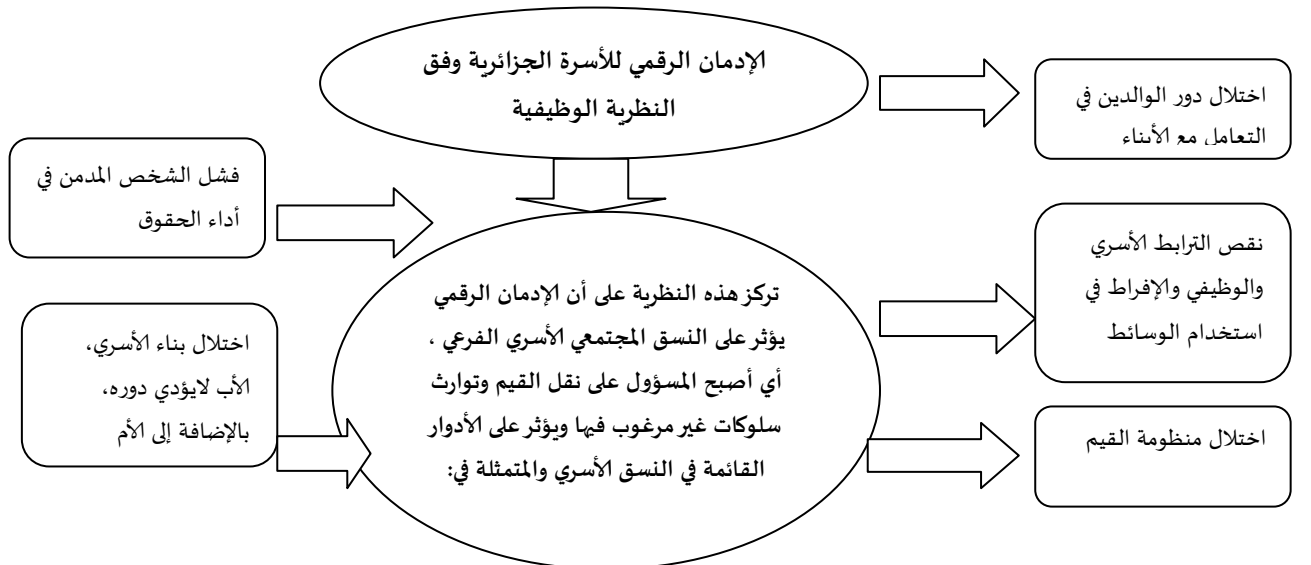 الإدمان الرقمي للأسرة الجزائرية وفق
النظرية الوظيفية
اختلال دور الوالدين في
التعامل مع الأبناء
فشل الشخص المدمن في
أداء الحقوق
نقص الترابط الأسري
والوظيفي والإفراط في
استخدام الوسائط
تركز هذه النظرية على أن الإدمان الرقمي
يؤثر على النسق المجتمعي الأسري الفرعي ،
أي أصبح المسؤول على نقل القيم وتوارث
سلوكات غير مرغوب فيها ويؤثر على الأدوار
القائمة في النسق الأسري والمتمثلة في:
اختلال بناء الأسري،
الأب لايؤدي دوره،
بالإضافة إلى الأم
اختلال منظومة القيم